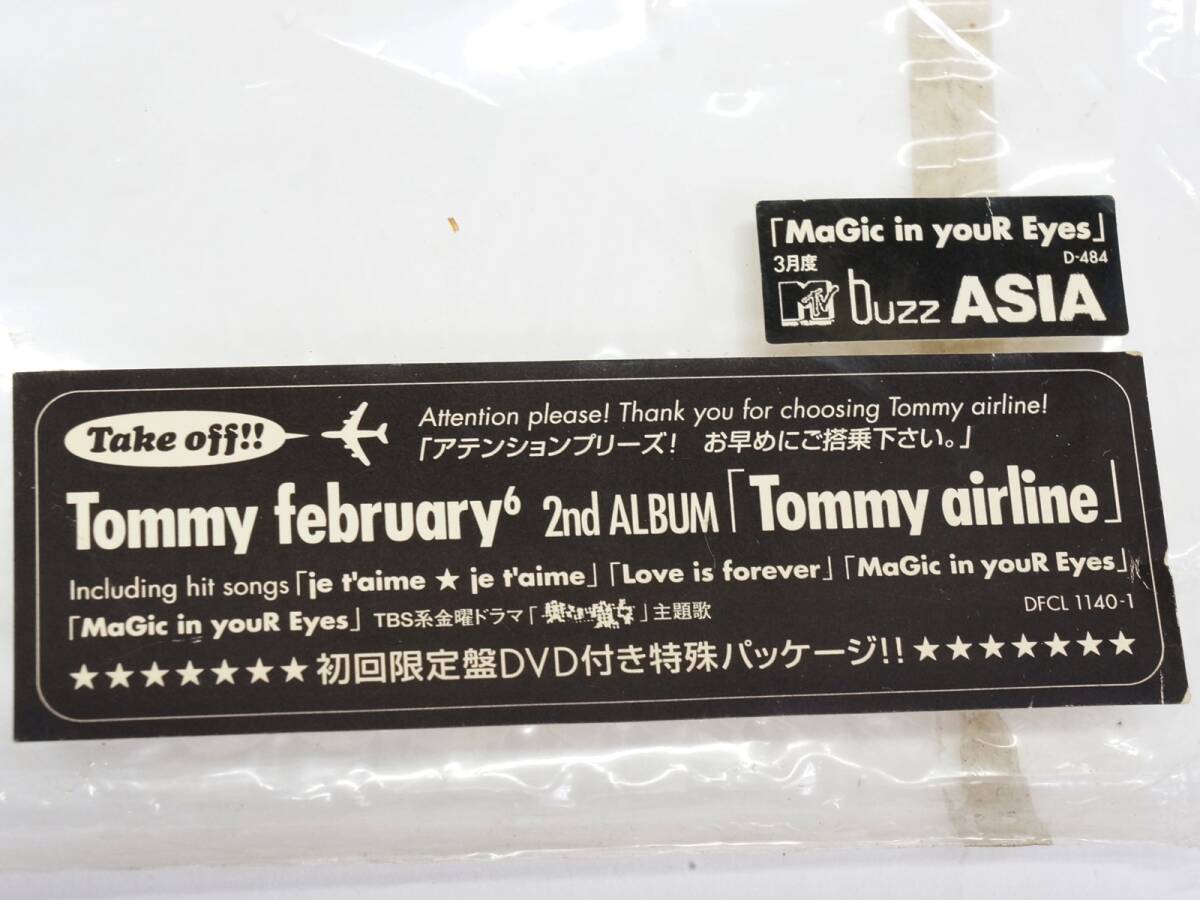 「MaGic in youR Eyes」
3月度 D-484
MTV buzz ASIA
Take off!!
Attention please! Thank you for choosing Tommy airline!
「アテンションプリーズ! お早めにご搭乗下さい。」
Tommy february6 2nd ALBUM「Tommy airline」
Including hit songs「je t'aime ★ je t'aime」「Love is forever」「MaGic in youR Eyes」
「MaGic in youR Eyes」TBS系金曜ドラマ「」主題歌 DFCL 1140-1
★★★★★★★初回限定盤DVD付き特殊パッケージ!!★★★★★★★